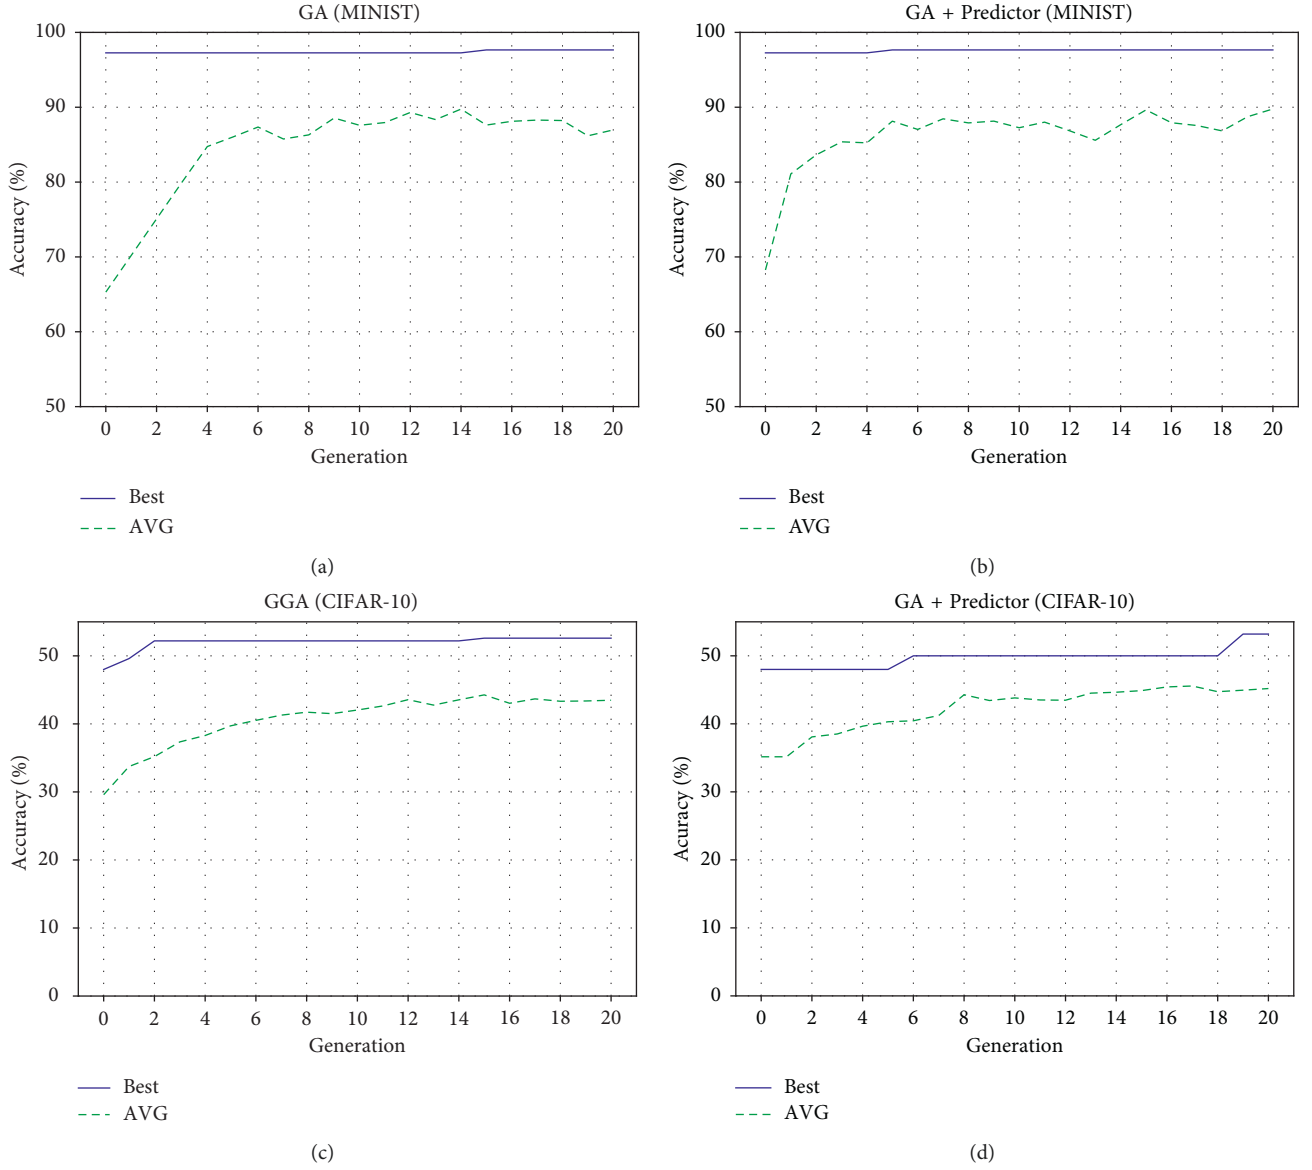 GA (MINIST)
Accuracy (%)
100
90
80
70
60
50
0 2 4 6 8 10 12 14 16 18 20
Generation
Best
AVG
(a)
GA + Predictor (MINIST)
Accuracy (%)
100
90
80
70
60
50
0 2 4 6 8 10 12 14 16 18 20
Generation
Best
AVG
(b)
GGA (CIFAR-10)
Accuracy (%)
50
40
30
20
10
0
0 2 4 6 8 10 12 14 16 18 20
Generation
Best
AVG
(c)
GA + Predictor (CIFAR-10)
Acuracy (%)
50
40
30
20
10
0
0 2 4 6 8 10 12 14 16 18 20
Generation
Best
AVG
(d)